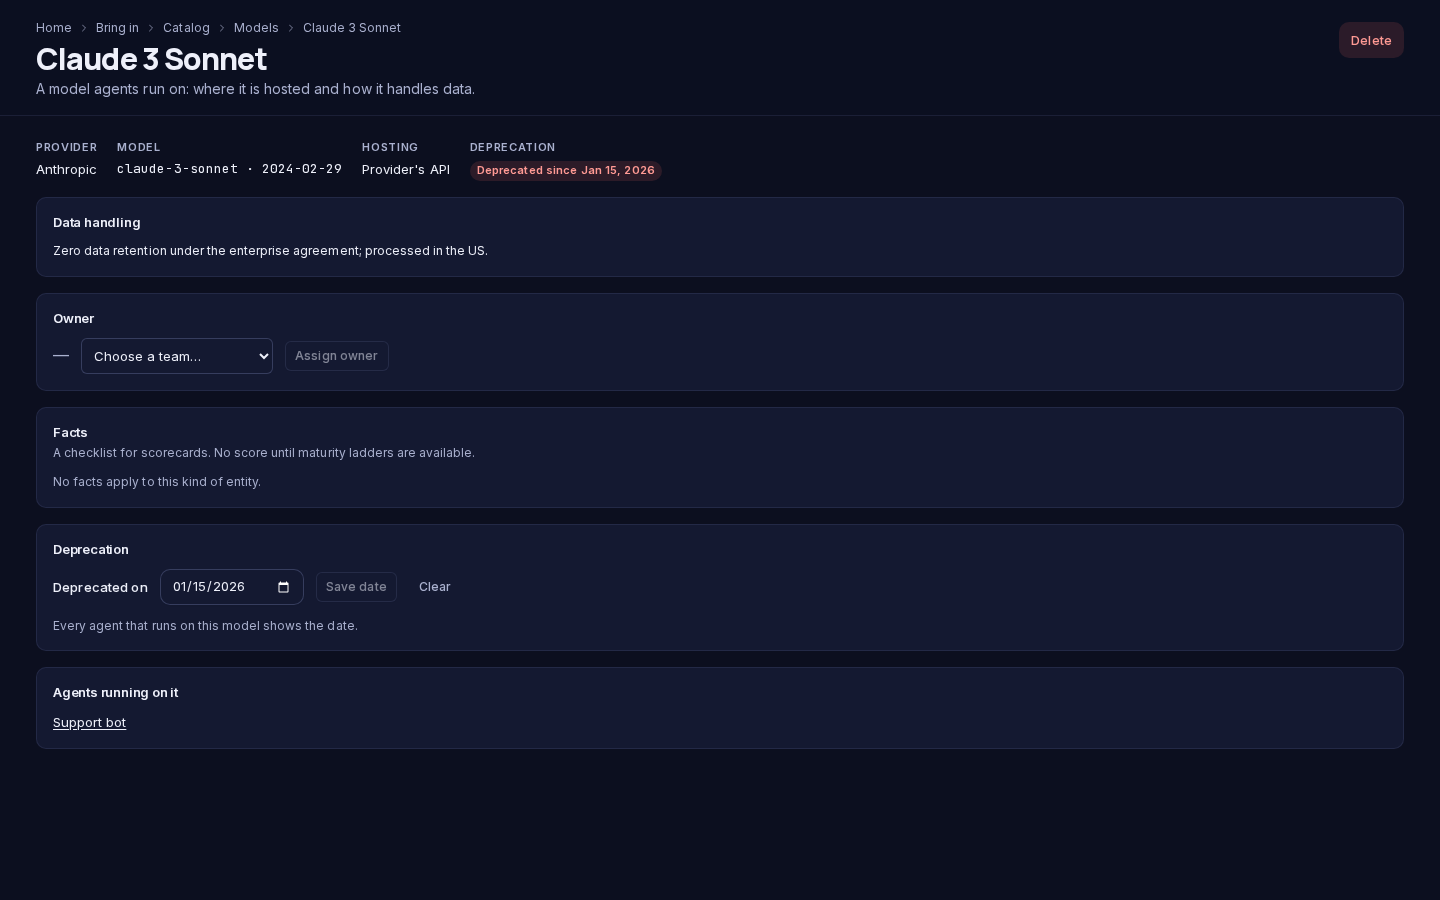 Home > Bring in > Catalog > Models > Claude 3 Sonnet
Claude 3 Sonnet
Delete
A model agents run on: where it is hosted and how it handles data.
PROVIDER MODEL HOSTING DEPRECATION
Anthropic claude-3-sonnet · 2024-02-29 Provider's API Deprecated since Jan 15, 2026
Data handling
Zero data retention under the enterprise agreement; processed in the US.
Owner
— Choose a team... Assign owner
Facts
A checklist for scorecards. No score until maturity ladders are available.
No facts apply to this kind of entity.
Deprecation
Deprecated on 01/15/2026 Save date Clear
Every agent that runs on this model shows the date.
Agents running on it
Support bot